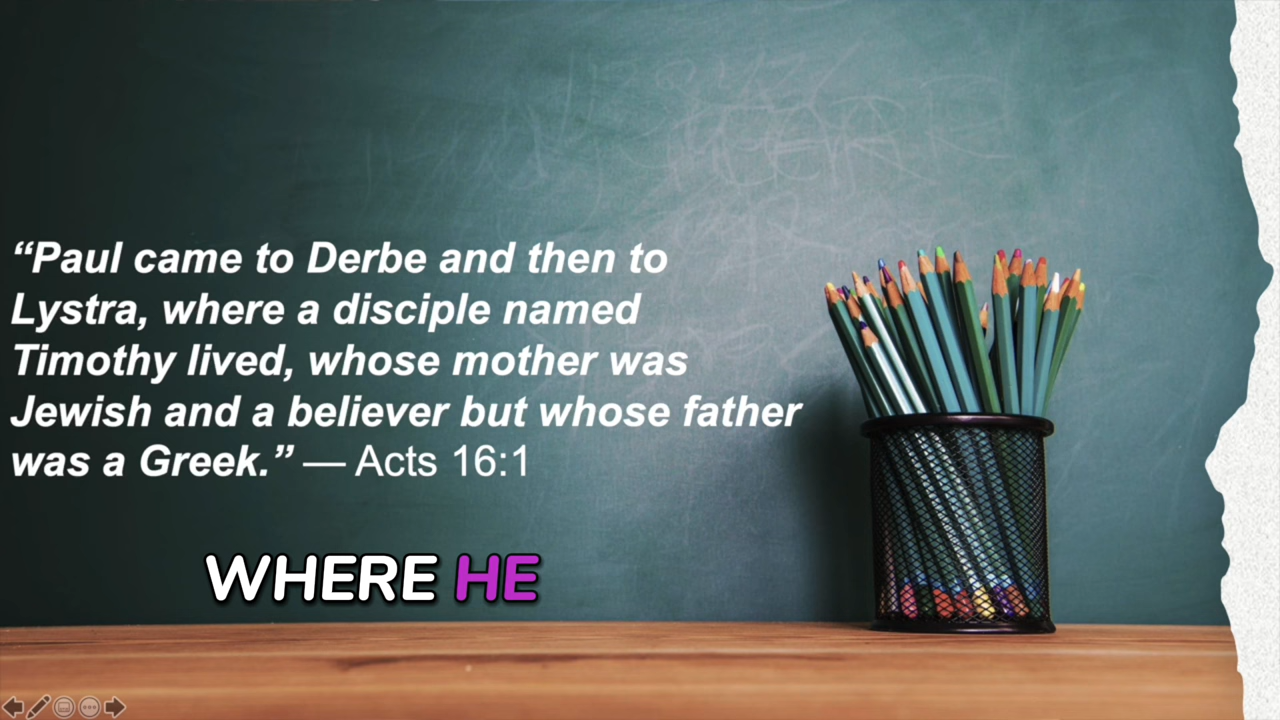 “Paul came to Derbe and then to
Lystra, where a disciple named
Timothy lived, whose mother was
Jewish and a believer but whose father
was a Greek.” — Acts 16:1
WHERE HE